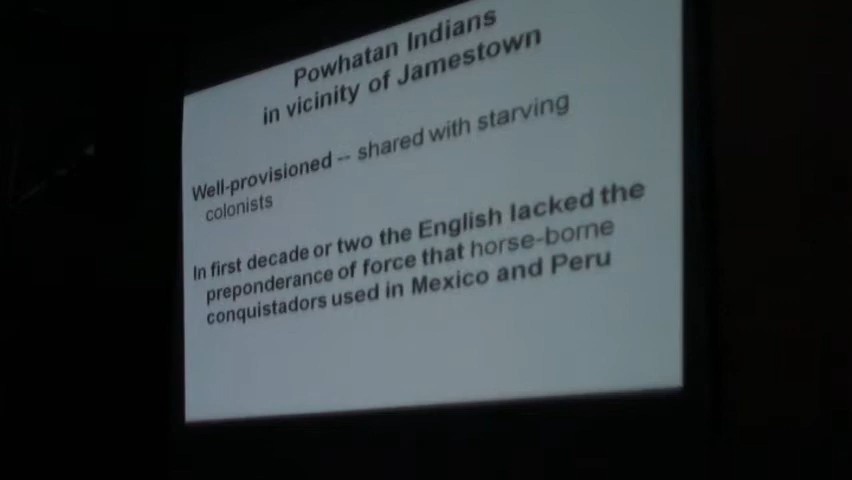 Powhatan Indians
in vicinity of Jamestown
Well-provisioned -- shared with starving
colonists
In first decade or two the English lacked the
preponderance of force that horse-borne
conquistadors used in Mexico and Peru